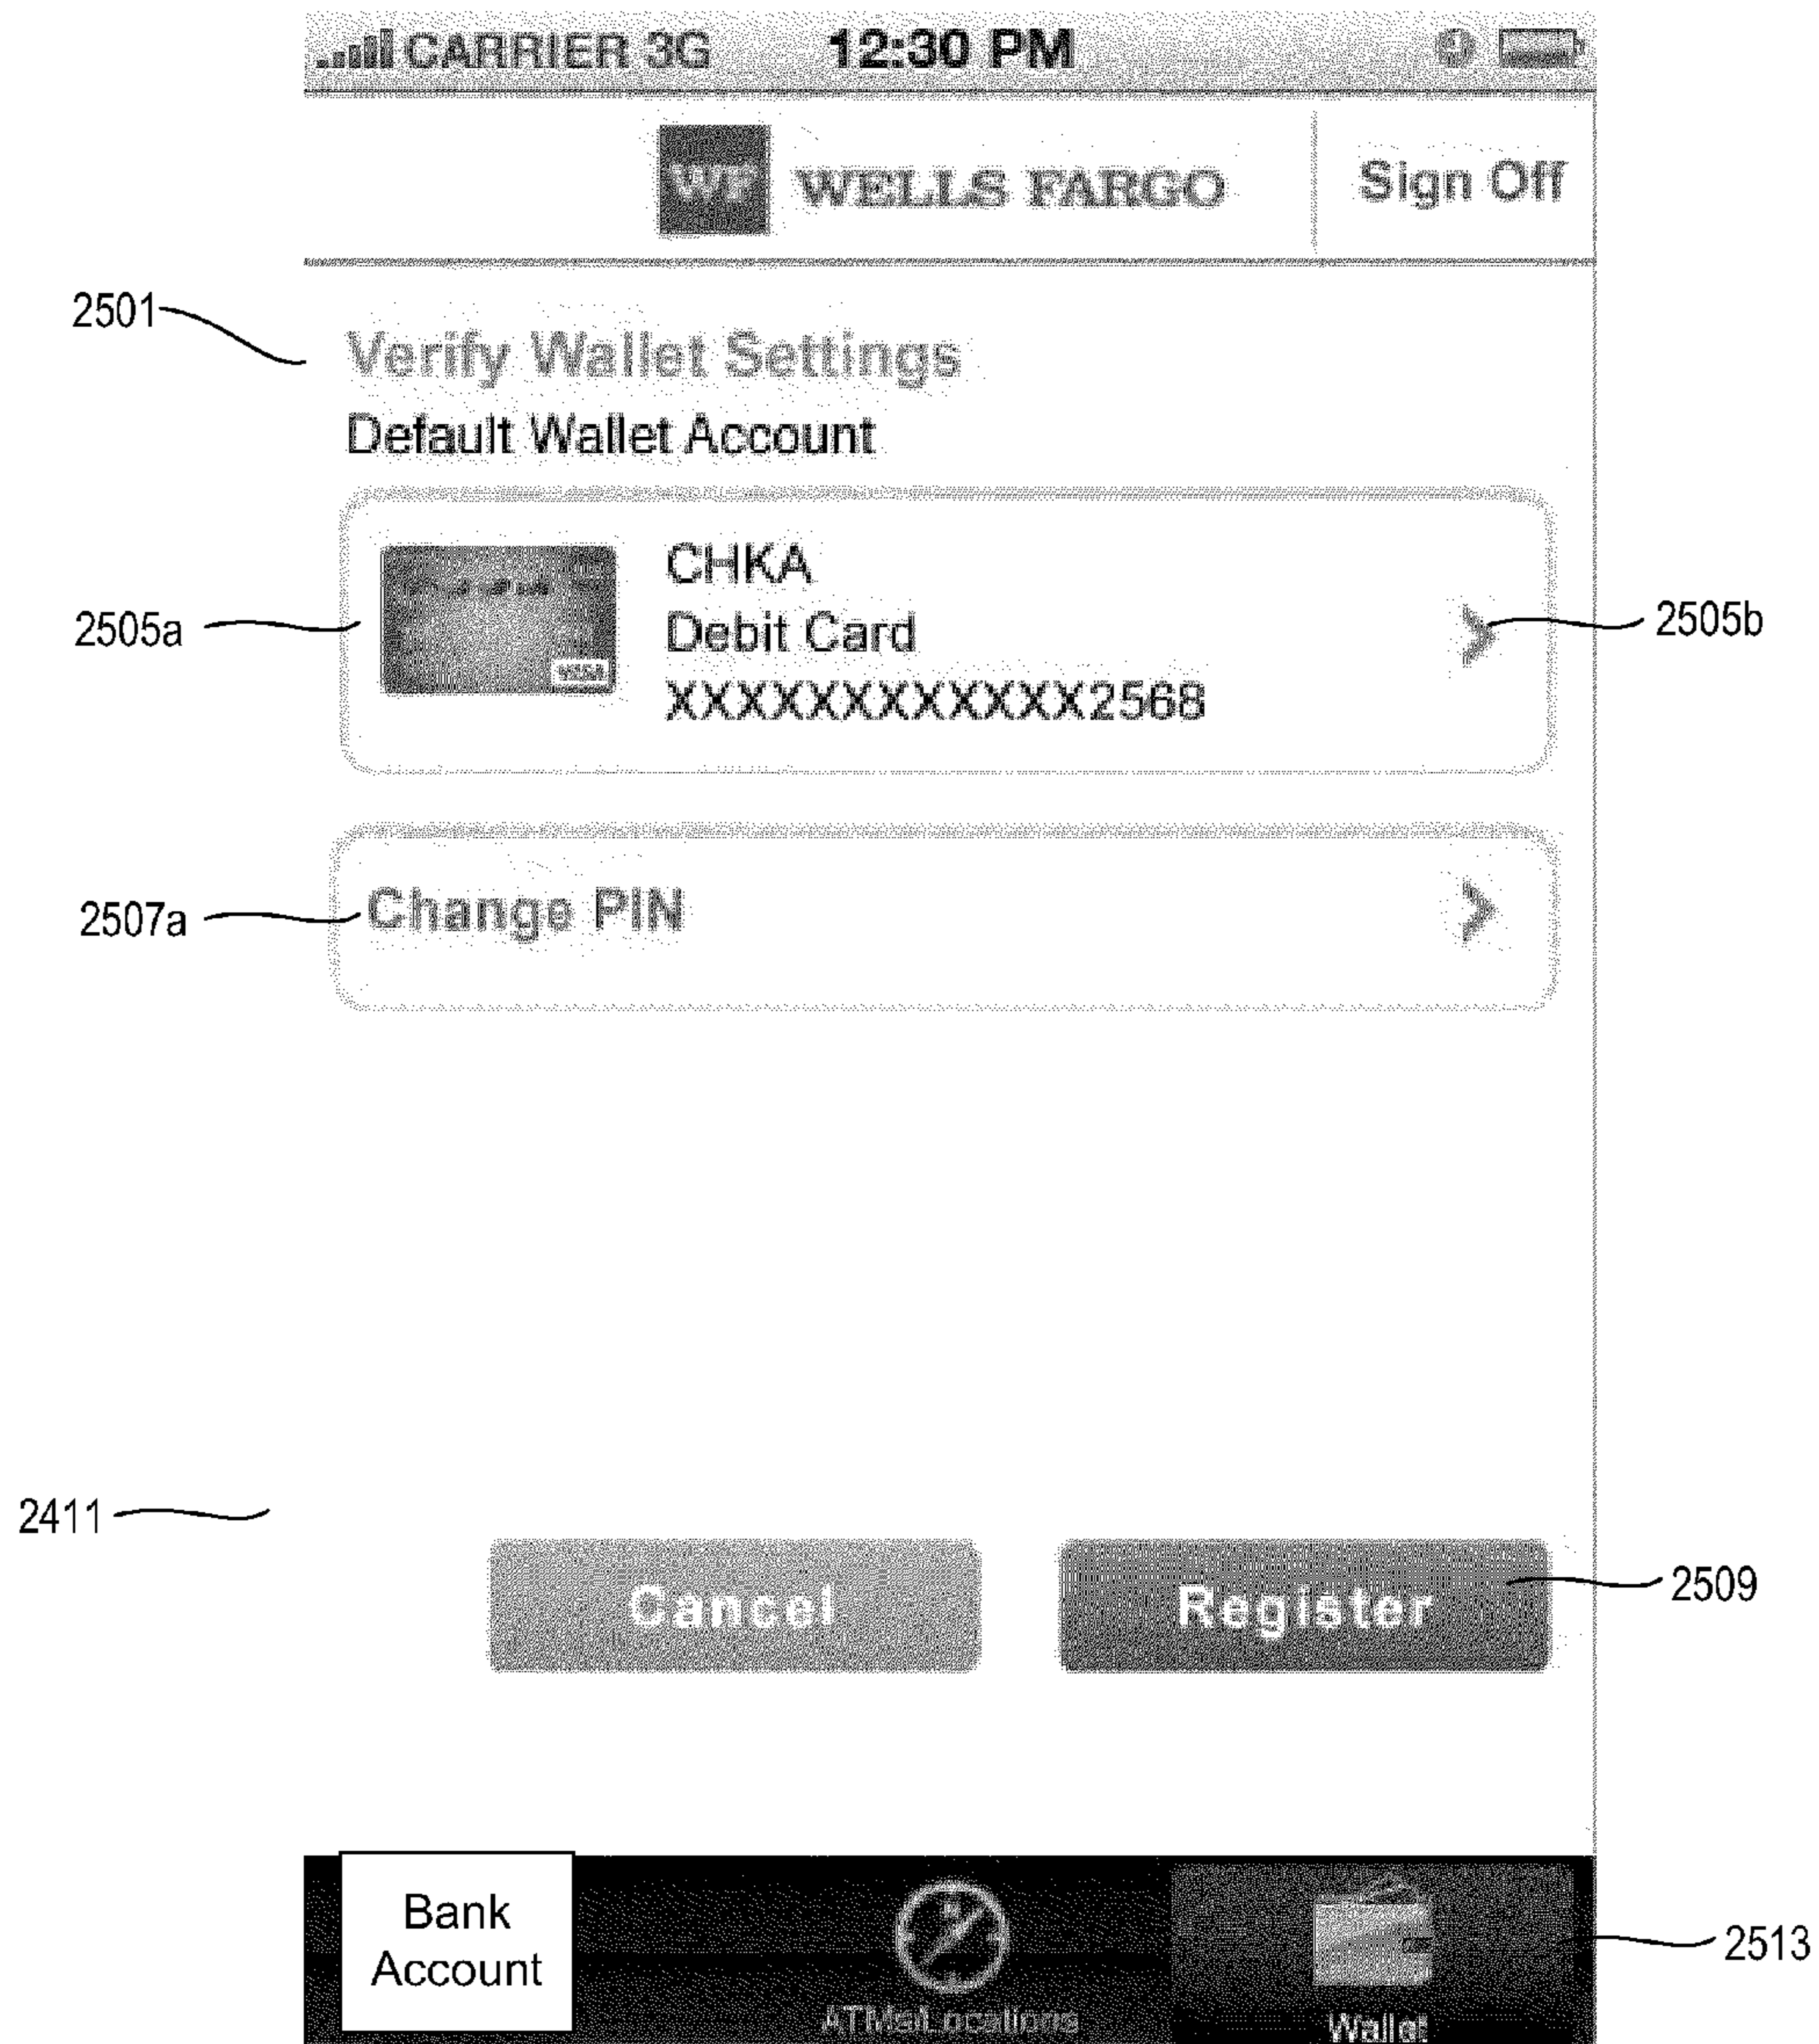 CARRIER 3G 12:30 PM
WF WELLS FARGO Sign Off
2501
Verify Wallet Settings
Default Wallet Account
CHKA
2505a Debit Card 2505b
VISA
XXXXXXXXXXXX2568
2507a Change PIN
2411
Cancel Register 2509
Bank
Account
2513
ATMs/Locations Wallet